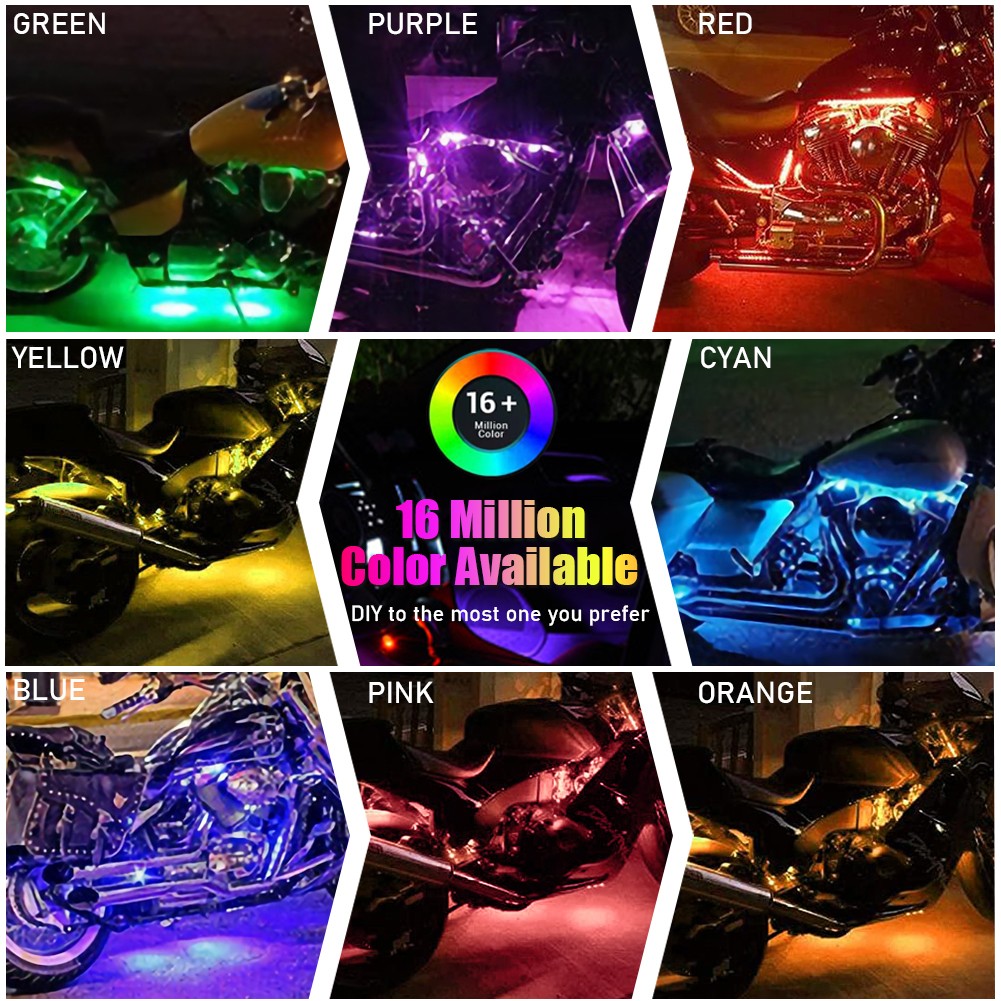 GREEN
PURPLE
RED
YELLOW
16+
Million
Color
16 Million
Color Available
DIY to the most one you prefer
CYAN
BLUE
PINK
ORANGE